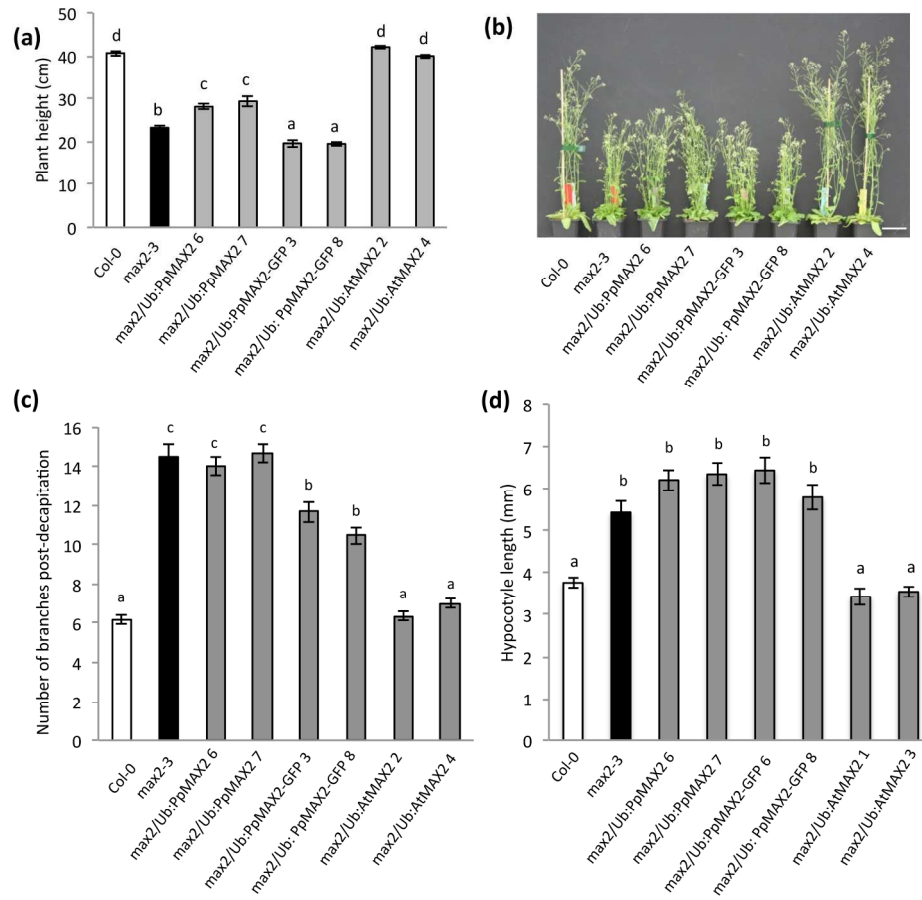 (a)
Plant height (cm)
50
40
30
20
10
0
d
b
c
c
a
a
d
d
Col-0
max2-3
max2/Ub:PpMAX2 6
max2/Ub:PpMAX2 7
max2/Ub:PpMAX2-GFP 3
max2/Ub: PpMAX2-GFP 8
max2/Ub:AtMAX2 2
max2/Ub:AtMAX2 4
(b)
Col-0
max2-3
max2/Ub:PpMAX2 6
max2/Ub:PpMAX2 7
max2/Ub:PpMAX2-GFP 3
max2/Ub: PpMAX2-GFP 8
max2/Ub:AtMAX2 2
max2/Ub:AtMAX2 4
(c)
Number of branches post-decapitation
16
14
12
10
8
6
4
2
0
a
c
c
c
b
b
a
a
Col-0
max2-3
max2/Ub:PpMAX2 6
max2/Ub:PpMAX2 7
max2/Ub:PpMAX2-GFP 3
max2/Ub: PpMAX2-GFP 8
max2/Ub:AtMAX2 2
max2/Ub:AtMAX2 4
(d)
Hypocotyle length (mm)
8
7
6
5
4
3
2
1
0
a
b
b
b
b
b
a
a
Col-0
max2-3
max2/Ub:PpMAX2 6
max2/Ub:PpMAX2 7
max2/Ub:PpMAX2-GFP 6
max2/Ub: PpMAX2-GFP 8
max2/Ub:AtMAX2 1
max2/Ub:AtMAX2 3